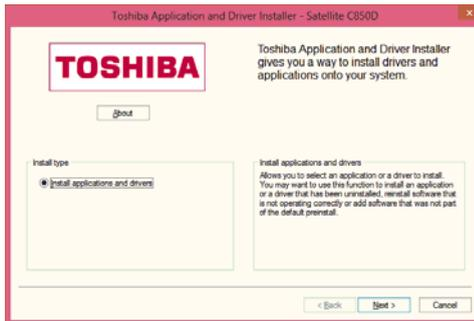 Toshiba Application and Driver Installer - Satellite C850D
x
TOSHIBA
Toshiba Application and Driver Installer
gives you a way to install drivers and
applications onto your system.
About
Install type
Install applications and drivers
Install applications and drivers
Allows you to select an application or a driver to install.
You may want to use this function to install an application
or a driver that has been uninstalled, reinstall software that
is not operating correctly or add software that was not part
of the default preinstall.
< Back
Next >
Cancel